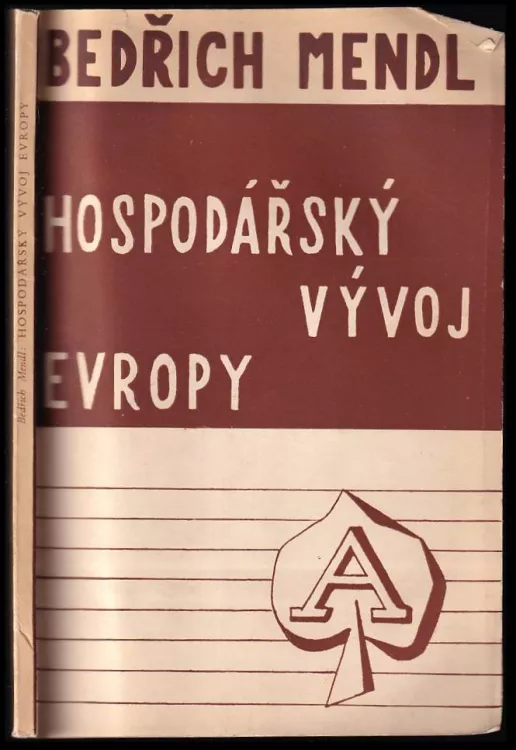 BEDŘICH MENDL
HOSPODÁŘSKÝ
VÝVOJ
EVROPY
A
Bedřich Mendl: HOSPODÁŘSKÝ VÝVOJ EVROPY